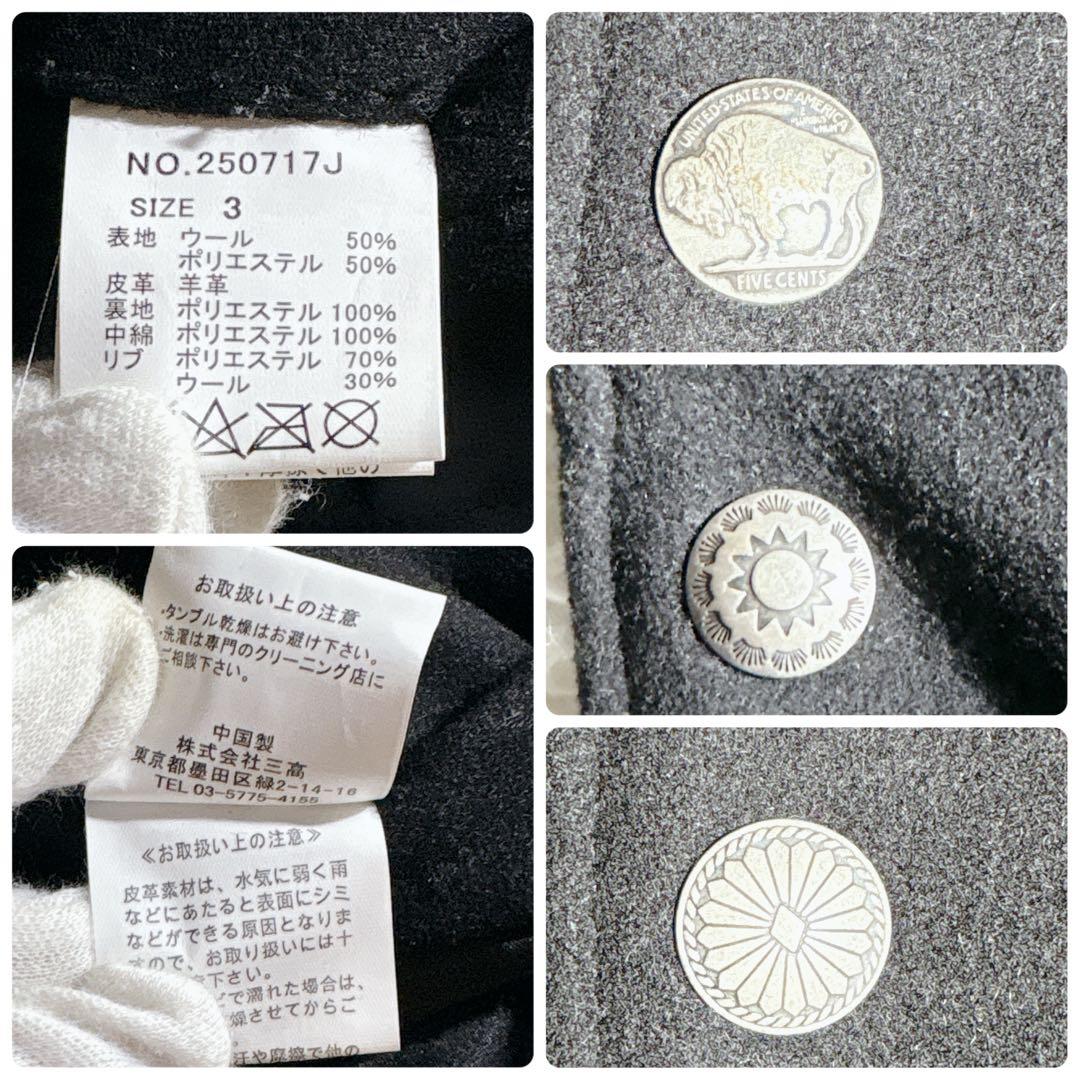 NO.250717J
SIZE 3
表地 ウール 50%
ポリエステル 50%
皮革 羊革
裏地 ポリエステル 100%
中綿 ポリエステル 100%
リブ ポリエステル 70%
ウール 30%
UNITED STATES OF AMERICA
FIVE CENTS
お取扱い上の注意
タンブル乾燥はお避け下さい。
洗濯は専門のクリーニング店に
ご相談下さい。
中国製
株式会社三高
東京都墨田区緑2-14-16
TEL 03-5775-4155
≪お取扱い上の注意≫
皮革素材は、水気に弱く雨
などにあたると表面にシミ
などができる原因となりま
すので、お取り扱いには十
下さい。
で濡れた場合は、
燥させてからご
汗や摩擦で他の